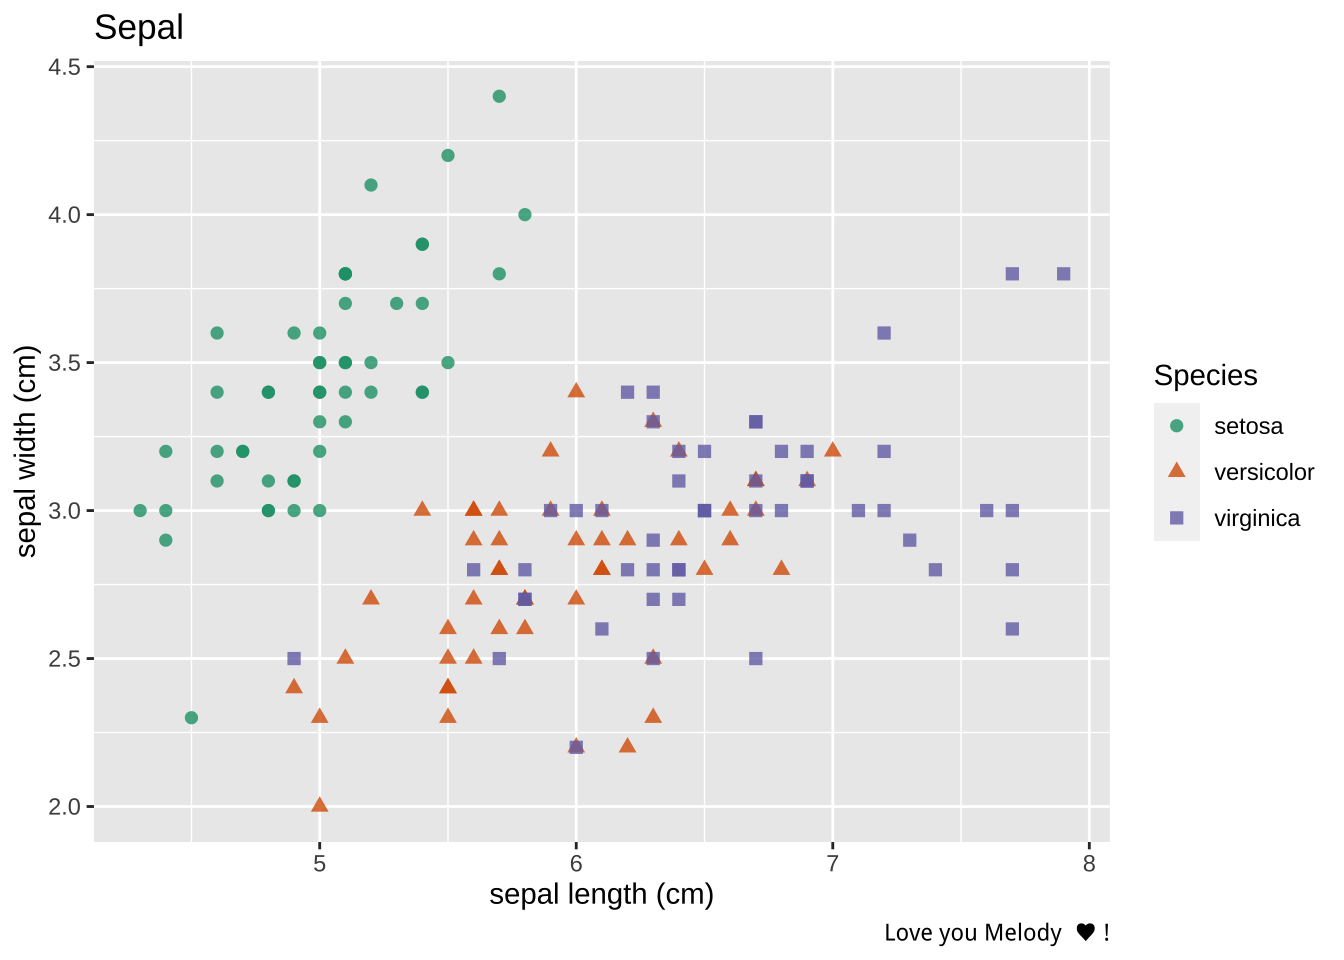 Sepal
4.5
4.0
3.5
3.0
2.5
2.0
sepal width (cm)
5 6 7 8
sepal length (cm)
Species
setosa
versicolor
virginica
Love you Melody ♥ !